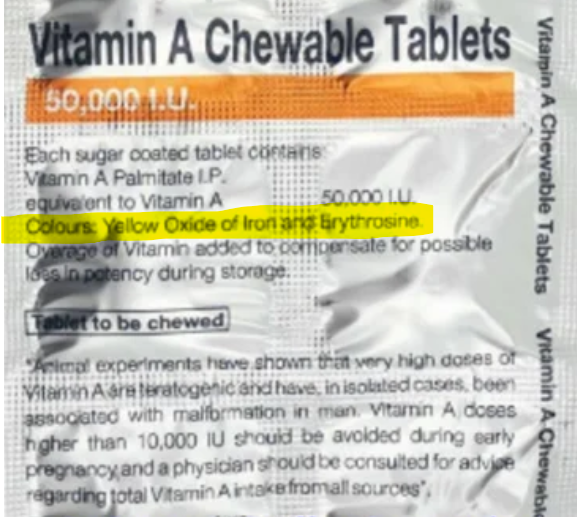 Vitamin A Chewable Tablets
50,000 I.U.
Each sugar coated tablet contains:
Vitamin A Palmitate I.P.
equivalent to Vitamin A 50,000 I.U.
Colours: Yellow Oxide of Iron and Erythrosine.
Overage of Vitamin added to compensate for possible
loss in potency during storage.
Tablet to be chewed
"Animal experiments have shown that very high doses of
Vitamin A are teratogenic and have, in isolated cases, been
associated with malformation in man. Vitamin A doses
higher than 10,000 IU should be avoided during early
pregnancy and a physician should be consulted for advice
regarding total Vitamin A intake from all sources".
Vitamin A Chewable Tablets
Vitamin A Chewable